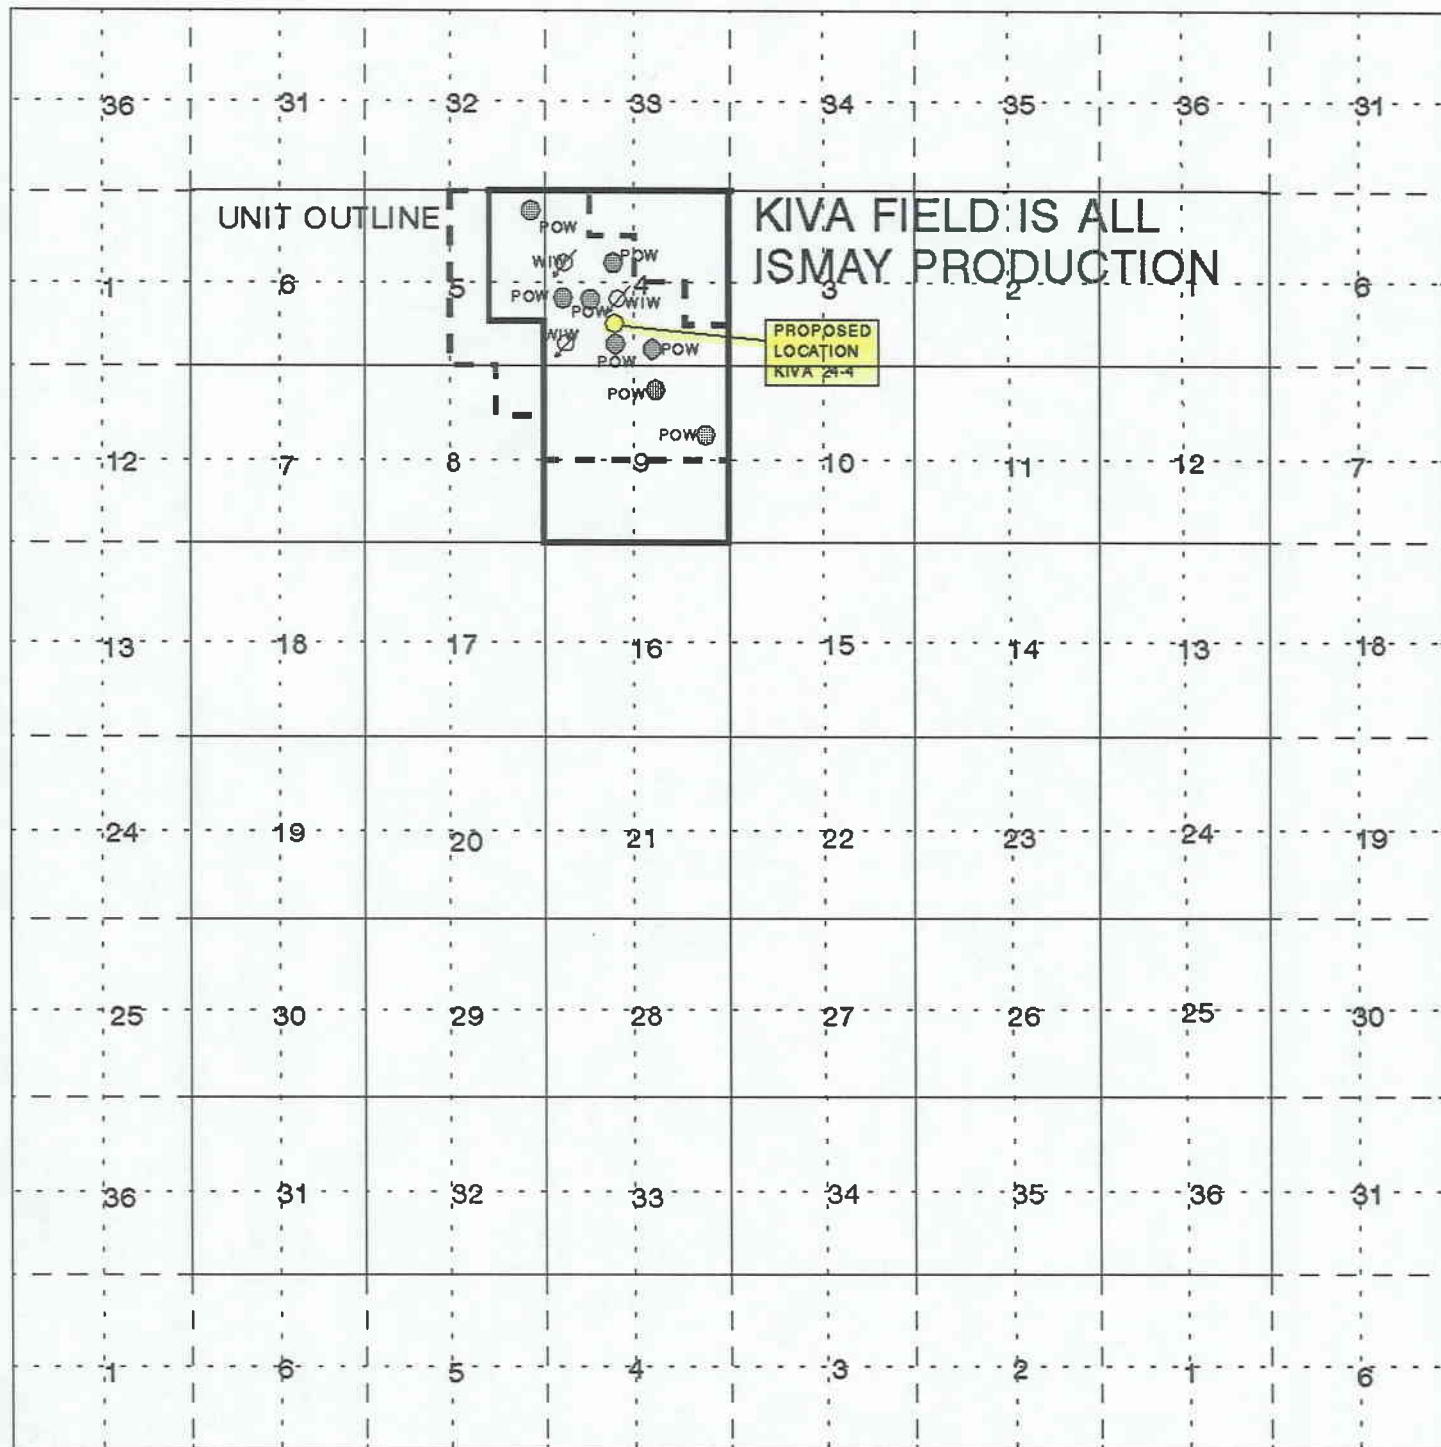 36 31 32 33 34 35 36 31
UNIT OUTLINE
KIVA FIELD IS ALL
ISMAY PRODUCTION
POW
WIW POW
1 6 5 4 3 2 1 6
POW POW WIW
WIW POW POW
PROPOSED
LOCATION
KIVA 24-4
POW
POW
12 7 8 9 10 11 12 7
13 18 17 16 15 14 13 18
24 19 20 21 22 23 24 19
25 30 29 28 27 26 25 30
36 31 32 33 34 35 36 31
1 6 5 4 3 2 1 6